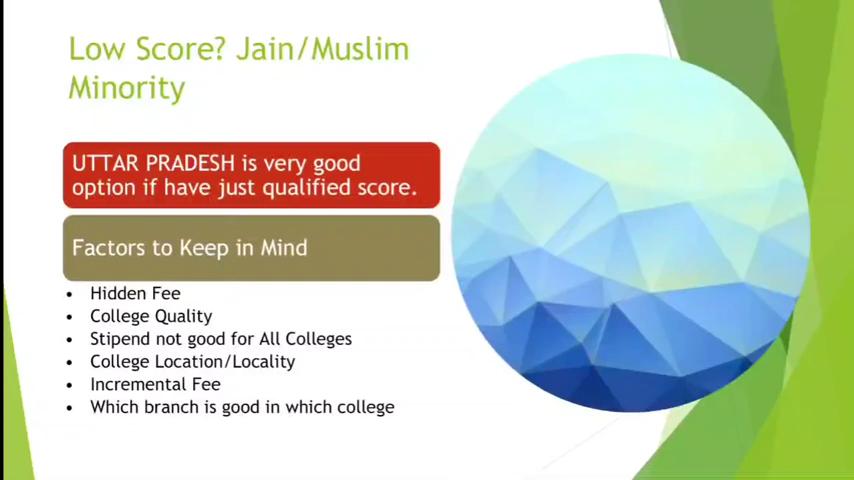 Low Score? Jain/Muslim
Minority
UTTAR PRADESH is very good
option if have just qualified score.
Factors to Keep in Mind
• Hidden Fee
• College Quality
• Stipend not good for All Colleges
• College Location/Locality
• Incremental Fee
• Which branch is good in which college